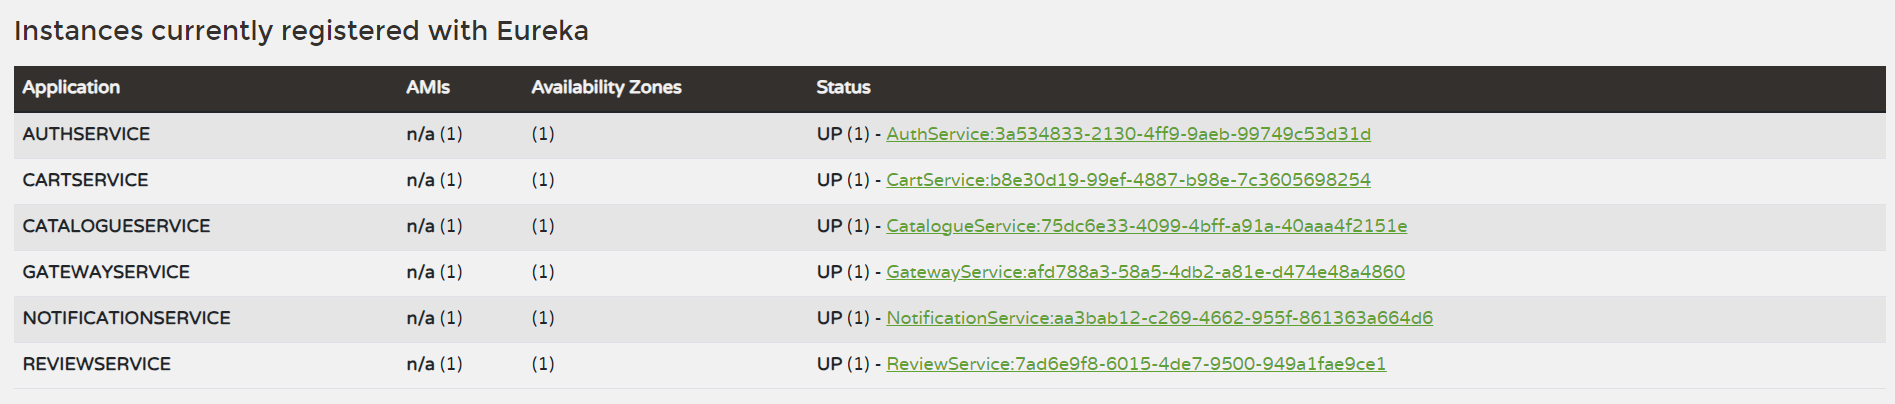 Instances currently registered with Eureka
Application AMIs Availability Zones Status
AUTHSERVICE n/a (1) (1) UP (1) - AuthService:3a534833-2130-4ff9-9aeb-99749c53d31d
CARTSERVICE n/a (1) (1) UP (1) - CartService:b8e30d19-99ef-4887-b98e-7c3605698254
CATALOGUESERVICE n/a (1) (1) UP (1) - CatalogueService:75dc6e33-4099-4bff-a91a-40aaa4f2151e
GATEWAYSERVICE n/a (1) (1) UP (1) - GatewayService:afd788a3-58a5-4db2-a81e-d474e48a4860
NOTIFICATIONSERVICE n/a (1) (1) UP (1) - NotificationService:aa3bab12-c269-4662-955f-861363a664d6
REVIEWSERVICE n/a (1) (1) UP (1) - ReviewService:7ad6e9f8-6015-4de7-9500-949a1fae9ce1